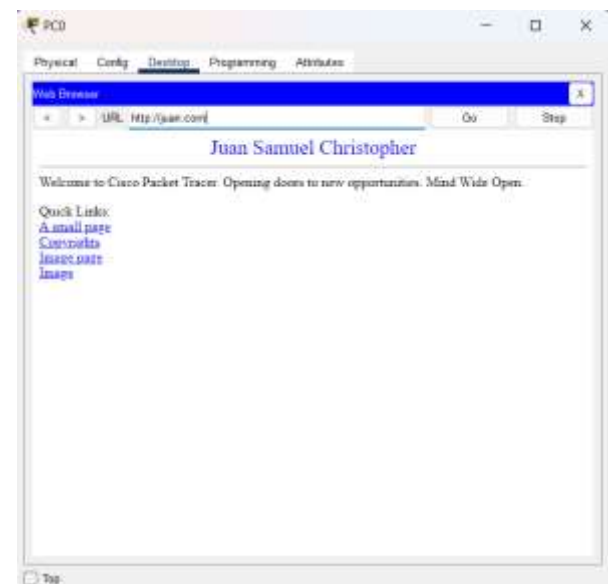 PC0
Physical Config Desktop Programming Attributes
Web Browser X
< > URL http://juan.com Go Stop
Juan Samuel Christopher
Welcome to Cisco Packet Tracer. Opening doors to new opportunities. Mind Wide Open.
Quick Links:
A small page
Copyrights
Image page
Image
Top